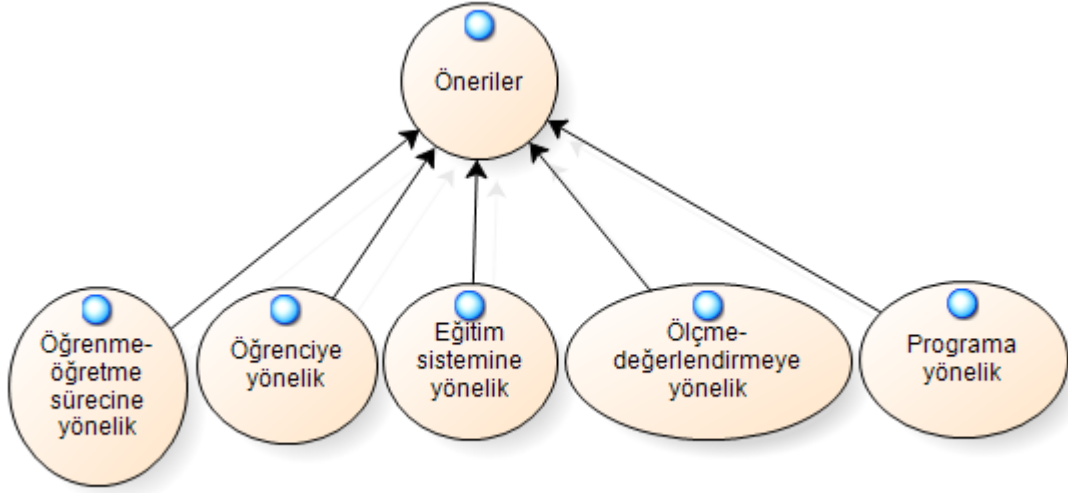 Öneriler
Öğrenme-
öğretme
sürecine
yönelik
Öğrenciye
yönelik
Eğitim
sistemine
yönelik
Ölçme-
değerlendirmeye
yönelik
Programa
yönelik